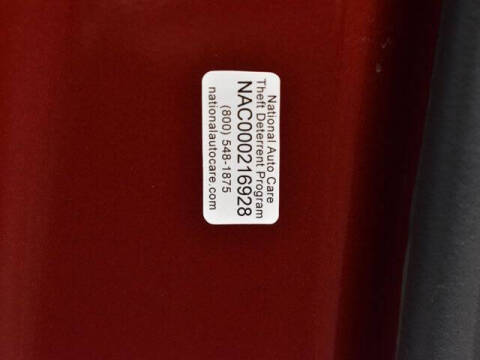 National Auto Care
Theft Deterrent Program
NAC000216928
(800) 548-1875
nationalautocare.com